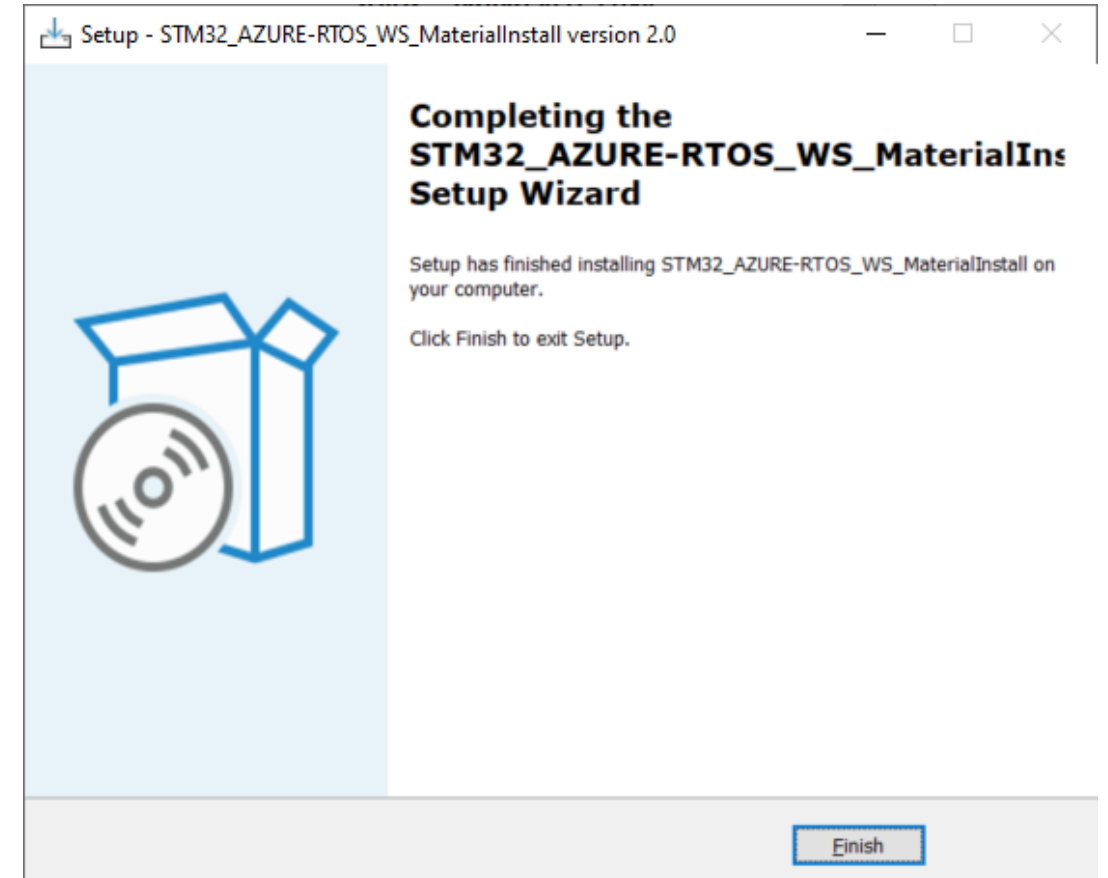 Setup - STM32_AZURE-RTOS_WS_MaterialInstall version 2.0
Completing the
STM32_AZURE-RTOS_WS_MaterialIns
Setup Wizard
Setup has finished installing STM32_AZURE-RTOS_WS_MaterialInstall on
your computer.
Click Finish to exit Setup.
Finish